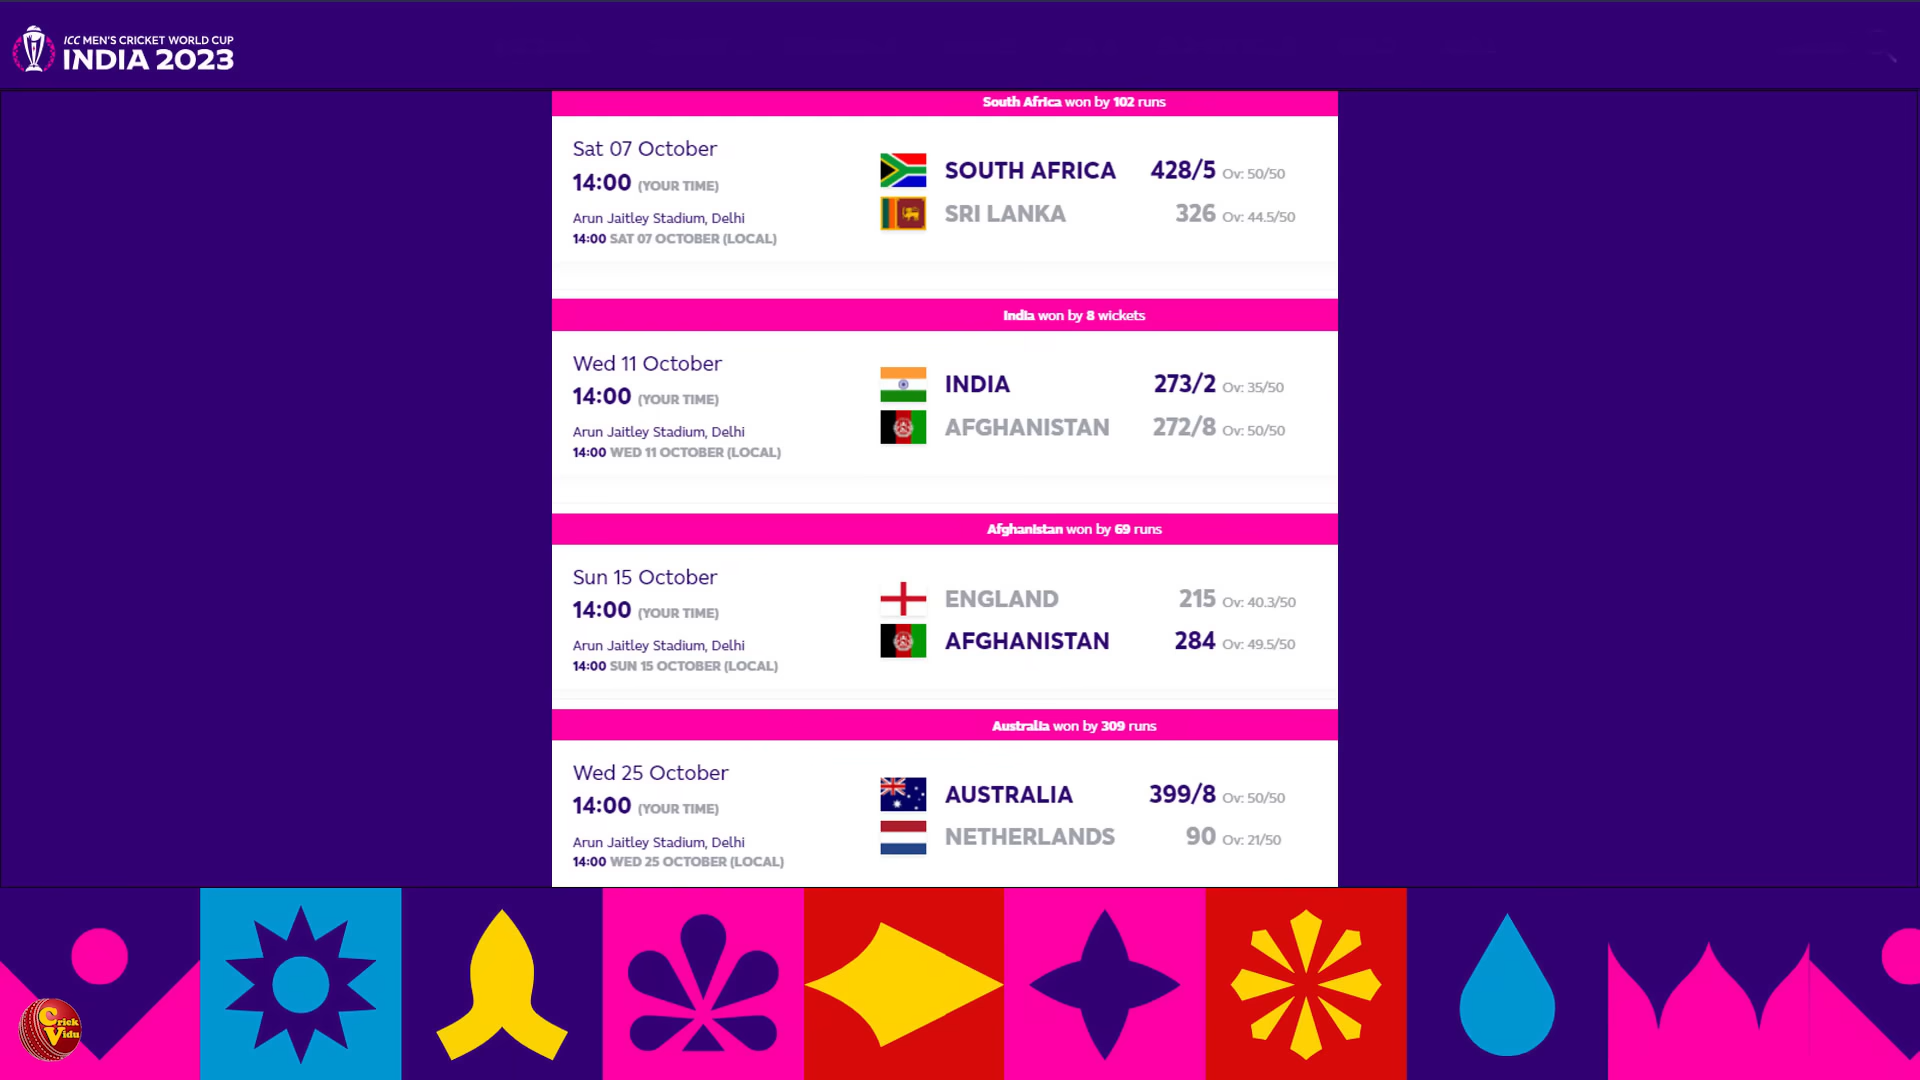 ICC MEN'S CRICKET WORLD CUP
INDIA 2023
South Africa won by 102 runs
Sat 07 October
14:00 (YOUR TIME)
Arun Jaitley Stadium, Delhi
14:00 SAT 07 OCTOBER (LOCAL)
SOUTH AFRICA 428/5 Ov: 50/50
SRI LANKA 326 Ov: 44.5/50
India won by 8 wickets
Wed 11 October
14:00 (YOUR TIME)
Arun Jaitley Stadium, Delhi
14:00 WED 11 OCTOBER (LOCAL)
INDIA 273/2 Ov: 35/50
AFGHANISTAN 272/8 Ov: 50/50
Afghanistan won by 69 runs
Sun 15 October
14:00 (YOUR TIME)
Arun Jaitley Stadium, Delhi
14:00 SUN 15 OCTOBER (LOCAL)
ENGLAND 215 Ov: 40.3/50
AFGHANISTAN 284 Ov: 49.5/50
Australia won by 309 runs
Wed 25 October
14:00 (YOUR TIME)
Arun Jaitley Stadium, Delhi
14:00 WED 25 OCTOBER (LOCAL)
AUSTRALIA 399/8 Ov: 50/50
NETHERLANDS 90 Ov: 21/50
Crick
Vidu